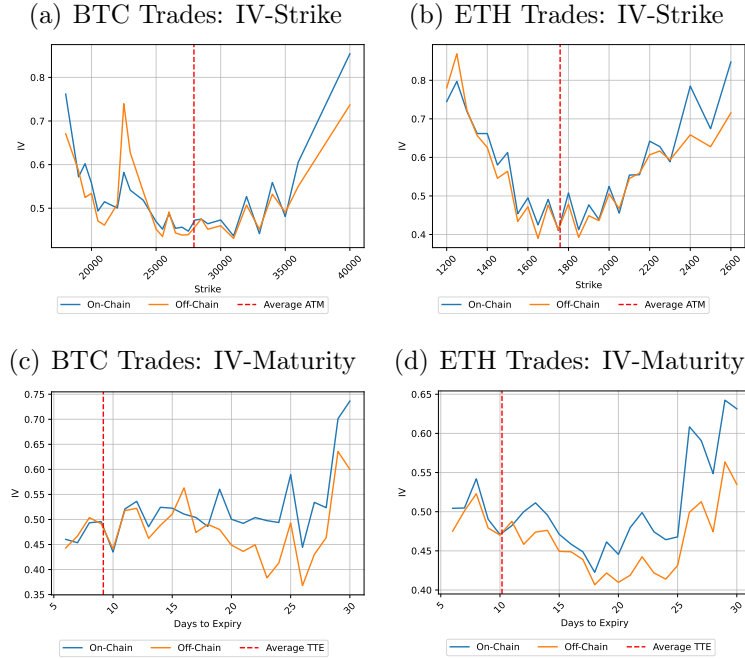 (a) BTC Trades: IV-Strike
(b) ETH Trades: IV-Strike
0.8
0.7
0.6
0.5
IV
20000
25000
30000
35000
40000
Strike
On-Chain Off-Chain Average ATM
0.8
0.7
0.6
0.5
0.4
IV
1200
1400
1600
1800
2000
2200
2400
2600
Strike
On-Chain Off-Chain Average ATM
(c) BTC Trades: IV-Maturity
(d) ETH Trades: IV-Maturity
0.75
0.70
0.65
0.60
0.55
0.50
0.45
0.40
0.35
IV
5 10 15 20 25 30
Days to Expiry
On-Chain Off-Chain Average TTE
0.65
0.60
0.55
0.50
0.45
0.40
IV
5 10 15 20 25 30
Days to Expiry
On-Chain Off-Chain Average TTE